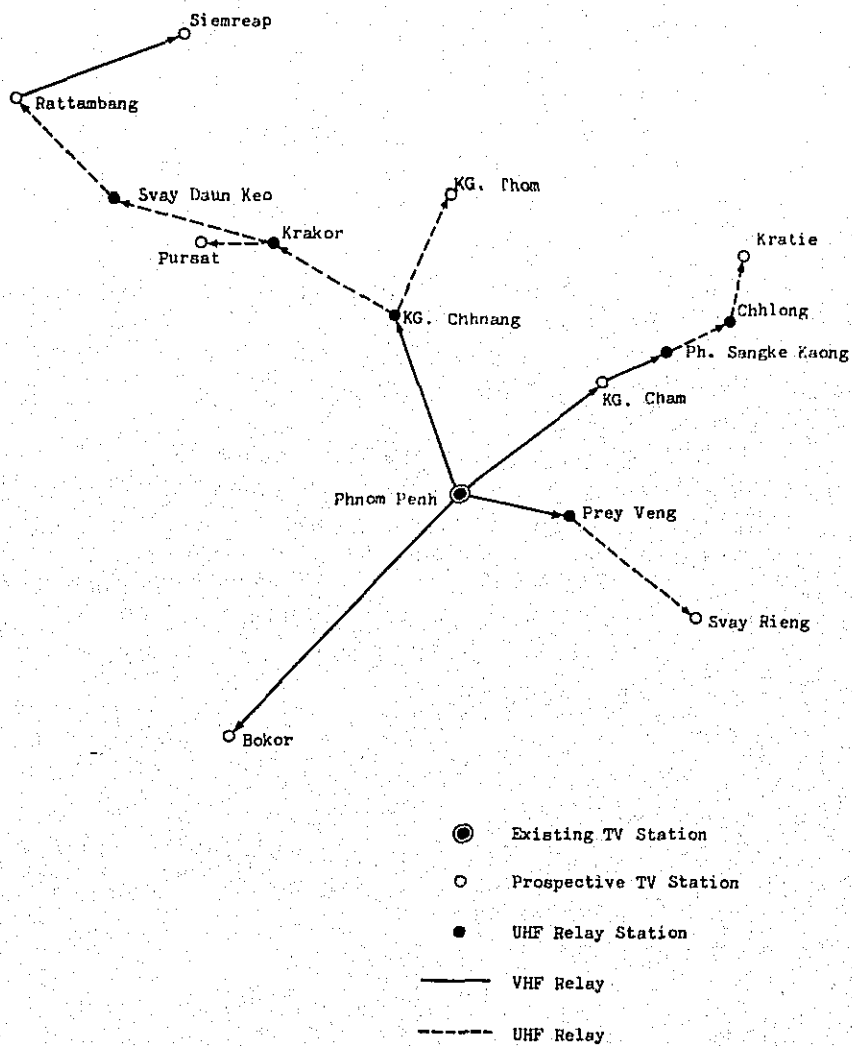 Siemreap
Rattambang
Svay Daun Keo
KG. Thom
Krakor
Kratie
Pursat
Chhlong
KG. Chhnang
Ph. Sangke Kaong
KG. Cham
Phnom Penh
Prey Veng
Svay Rieng
Bokor
Existing TV Station
Prospective TV Station
UHF Relay Station
VHF Relay
UHF Relay